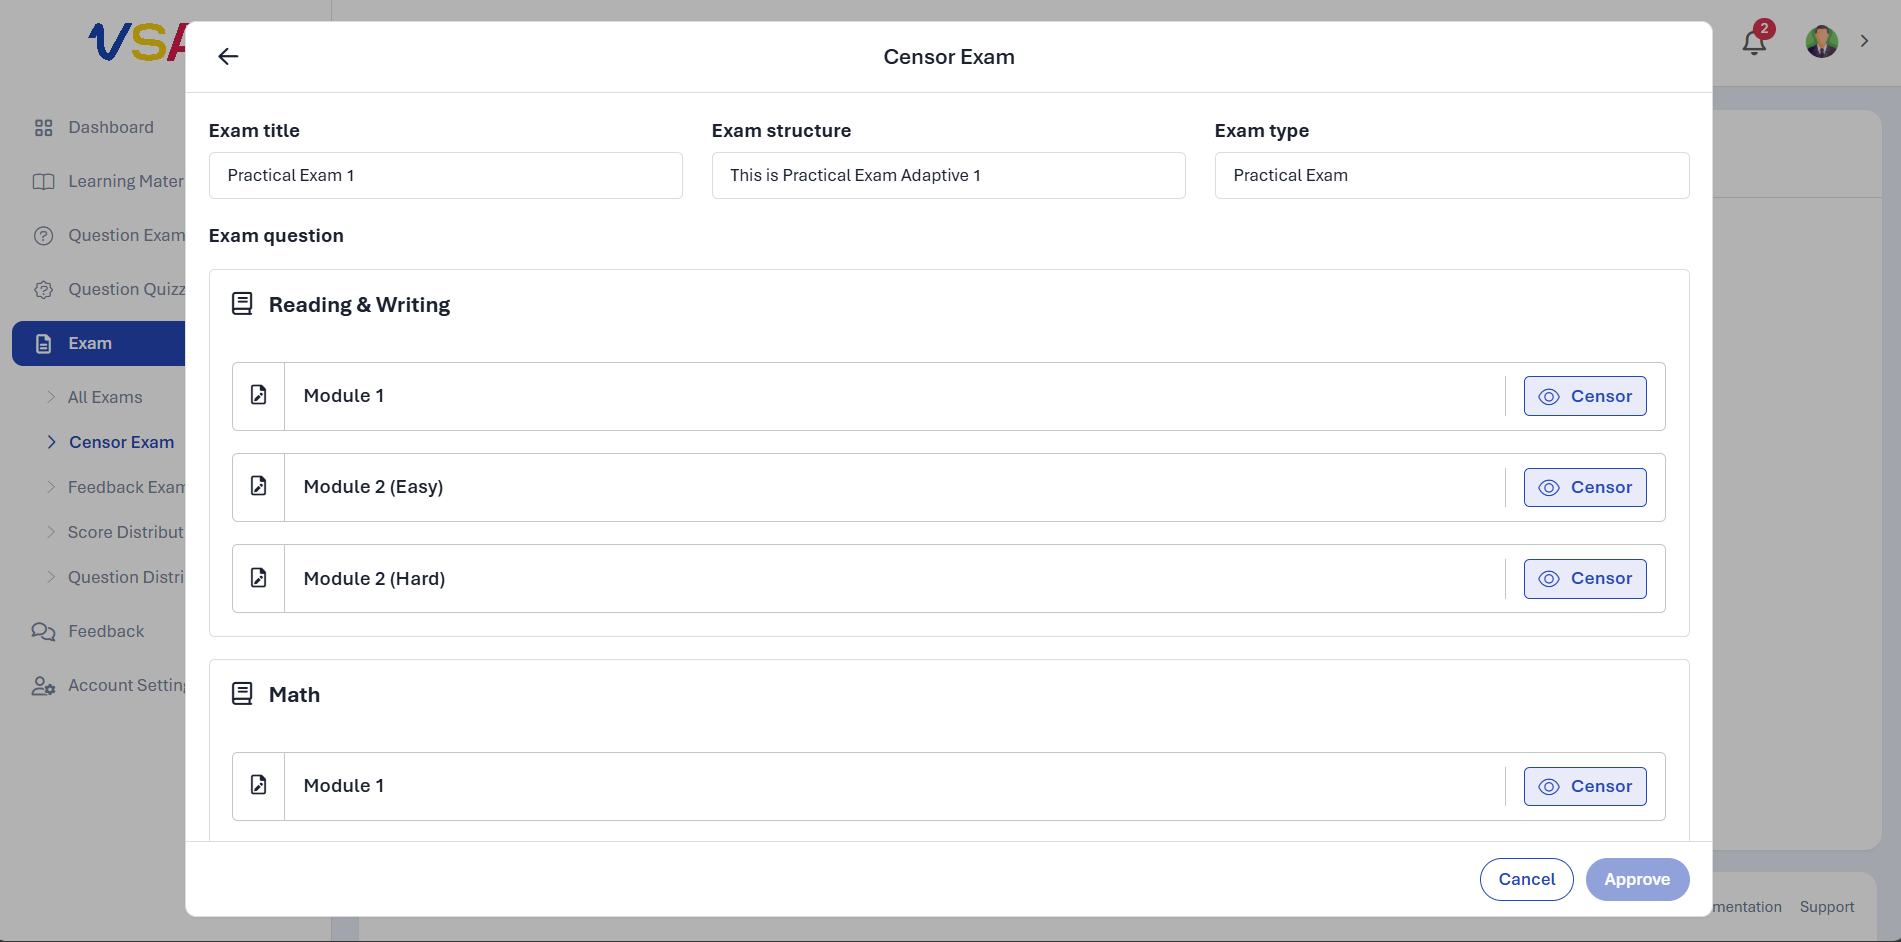 VSA
2
Dashboard
Learning Mater
Question Exam
Question Quizz
Exam
All Exams
Censor Exam
Feedback Exam
Score Distribut
Question Distri
Feedback
Account Setting
Censor Exam
Exam title
Exam structure
Exam type
Practical Exam 1
This is Practical Exam Adaptive 1
Practical Exam
Exam question
Reading & Writing
Module 1
Censor
Module 2 (Easy)
Censor
Module 2 (Hard)
Censor
Math
Module 1
Censor
Cancel
Approve
mentation
Support